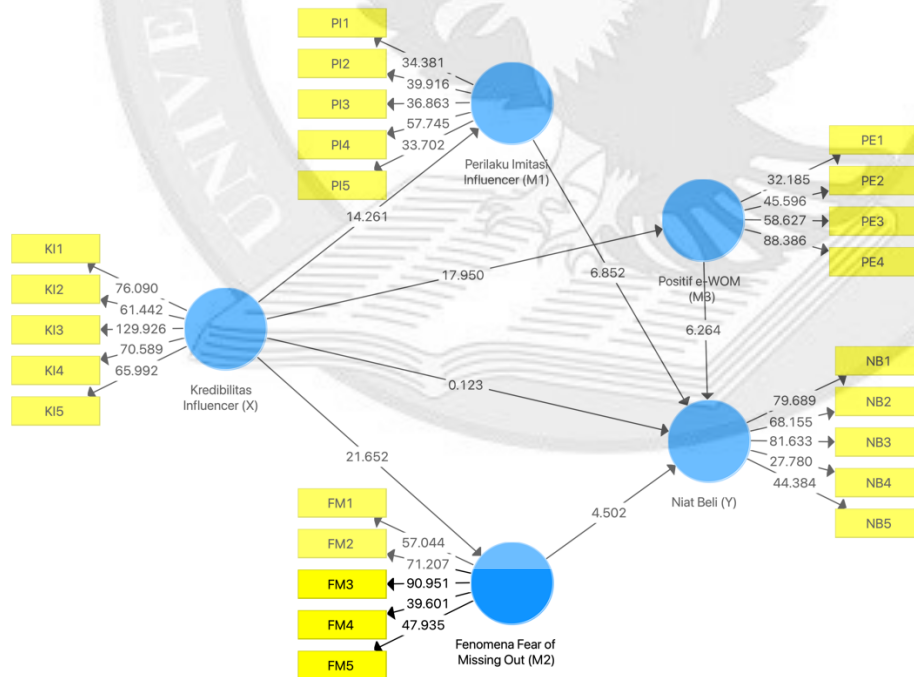 UNIVE
PI1
PI2
PI3
PI4
PI5
34.381
39.916
36.863
57.745
33.702
Perilaku Imitasi
Influencer (M1)
14.261
PE1
PE2
PE3
PE4
32.185
45.596
58.627
88.386
Positif e-WOM
(M3)
17.950
6.852
6.264
KI1
KI2
KI3
KI4
KI5
76.090
61.442
129.926
70.589
65.992
Kredibilitas
Influencer (X)
0.123
21.652
NB1
NB2
NB3
NB4
NB5
79.689
68.155
81.633
27.780
44.384
Niat Beli (Y)
4.502
FM1
FM2
FM3
FM4
FM5
57.044
71.207
90.951
39.601
47.935
Fenomena Fear of
Missing Out (M2)